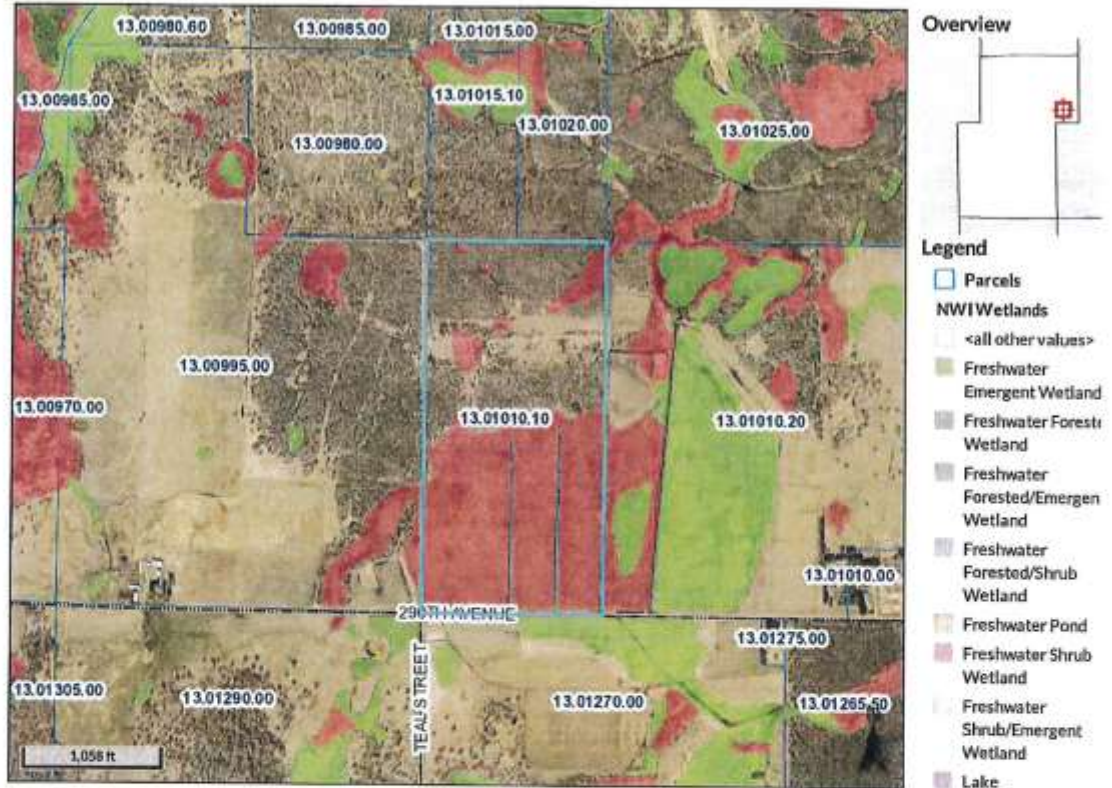 13.00980.60
13.00985.00
13.01015.00
13.00965.00
13.01015.10
13.00980.00
13.01020.00
13.01025.00
13.00995.00
13.00970.00
13.01010.10
13.01010.20
13.01010.00
290TH AVENUE
13.01275.00
13.01305.00
13.01290.00
TEAL'S STREET
13.01270.00
13.01265.50
1,058 ft
Overview
Legend
Parcels
NWI Wetlands
<all other values>
Freshwater
Emergent Wetland
Freshwater Foreste
Wetland
Freshwater
Forested/Emergen
Wetland
Freshwater
Forested/Shrub
Wetland
Freshwater Pond
Freshwater Shrub
Wetland
Freshwater
Shrub/Emergent
Wetland
Lake